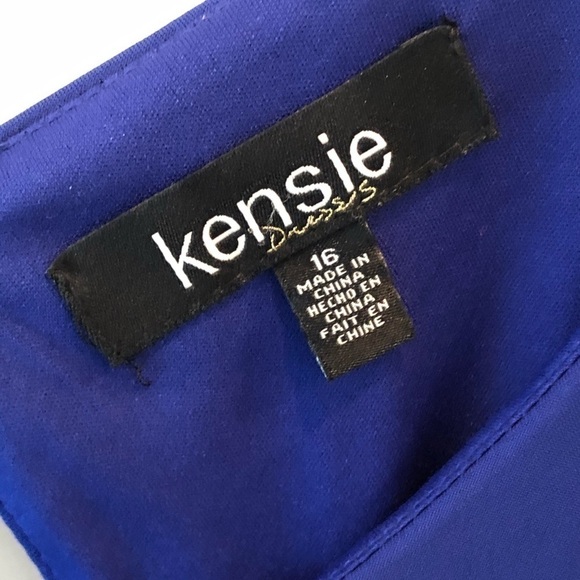 kensie
Dresses
16
MADE IN
CHINA
HECHO EN
CHINA
FAIT EN
CHINE